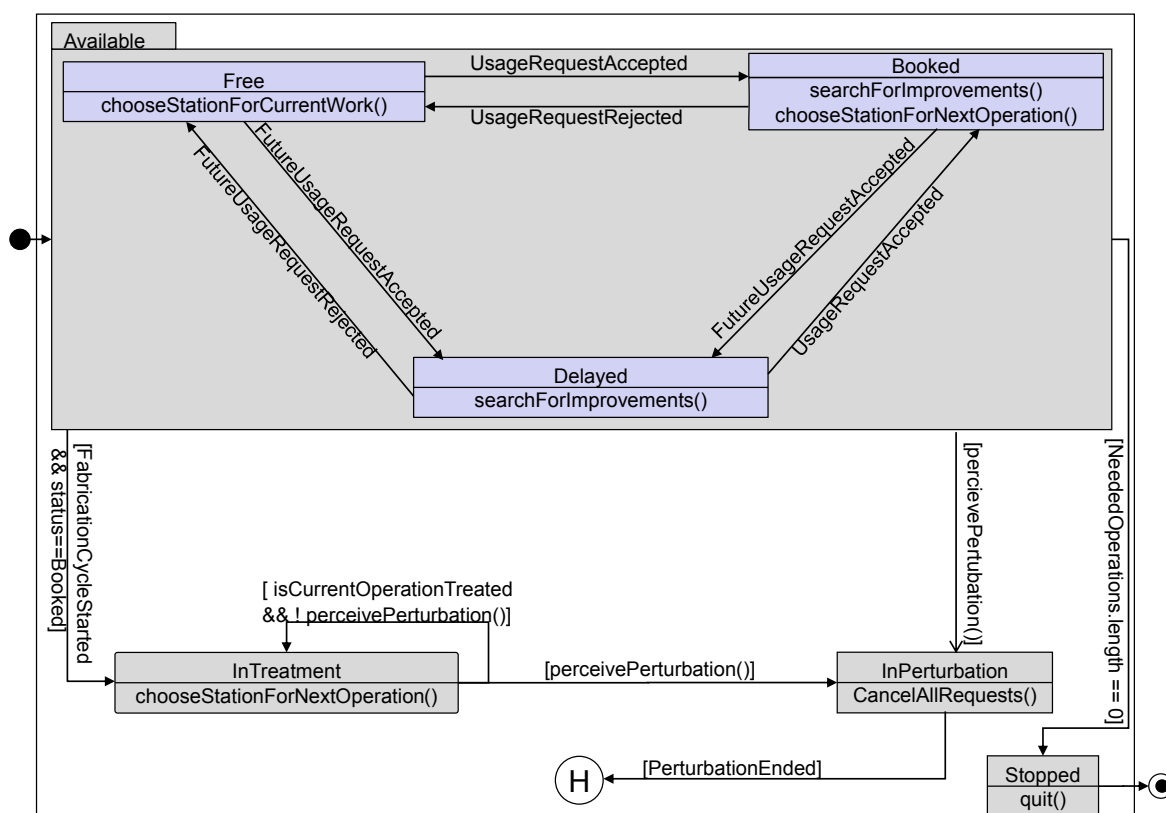 Available
Free
chooseStationForCurrentWork()
UsageRequestAccepted
UsageRequestRejected
Booked
searchForImprovements()
chooseStationForNextOperation()
FutureUsageRequestAccepted
FutureUsageRequestRejected
FutureUsageRequestAccepted
UsageRequestAccepted
Delayed
searchForImprovements()
[FabricationCycleStarted
&& status==Booked]
[percievePertubation()]
[NeededOperations.length == 0]
[ isCurrentOperationTreated
&& ! perceivePerturbation()]
InTreatment
chooseStationForNextOperation()
[perceivePerturbation()]
InPerturbation
CancelAllRequests()
H
[PerturbationEnded]
Stopped
quit()